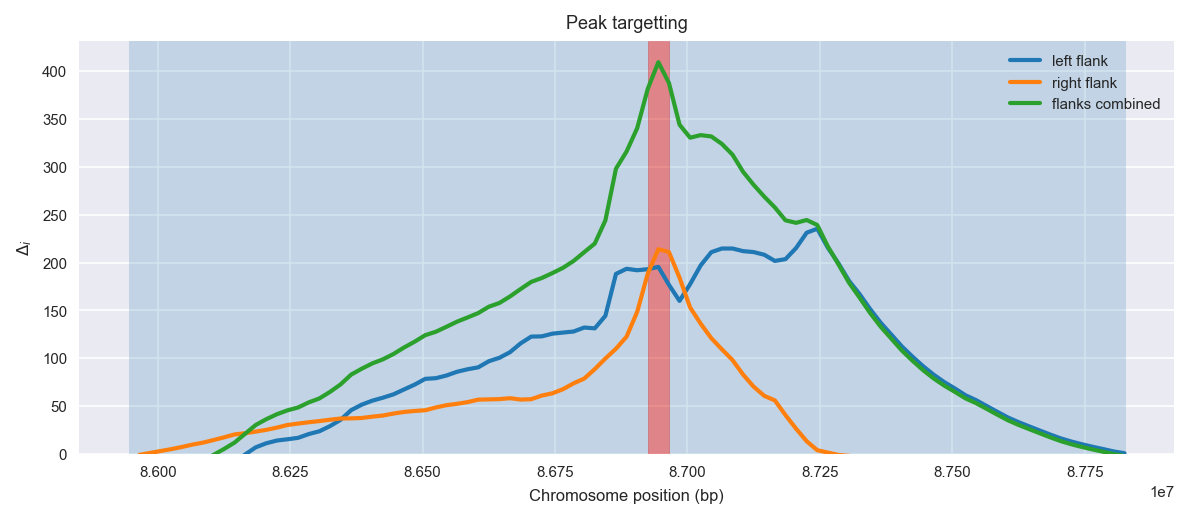 Peak targetting
left flank
right flank
flanks combined
Δi
400
350
300
250
200
150
100
50
0
8.600 8.625 8.650 8.675 8.700 8.725 8.750 8.775
1e7
Chromosome position (bp)